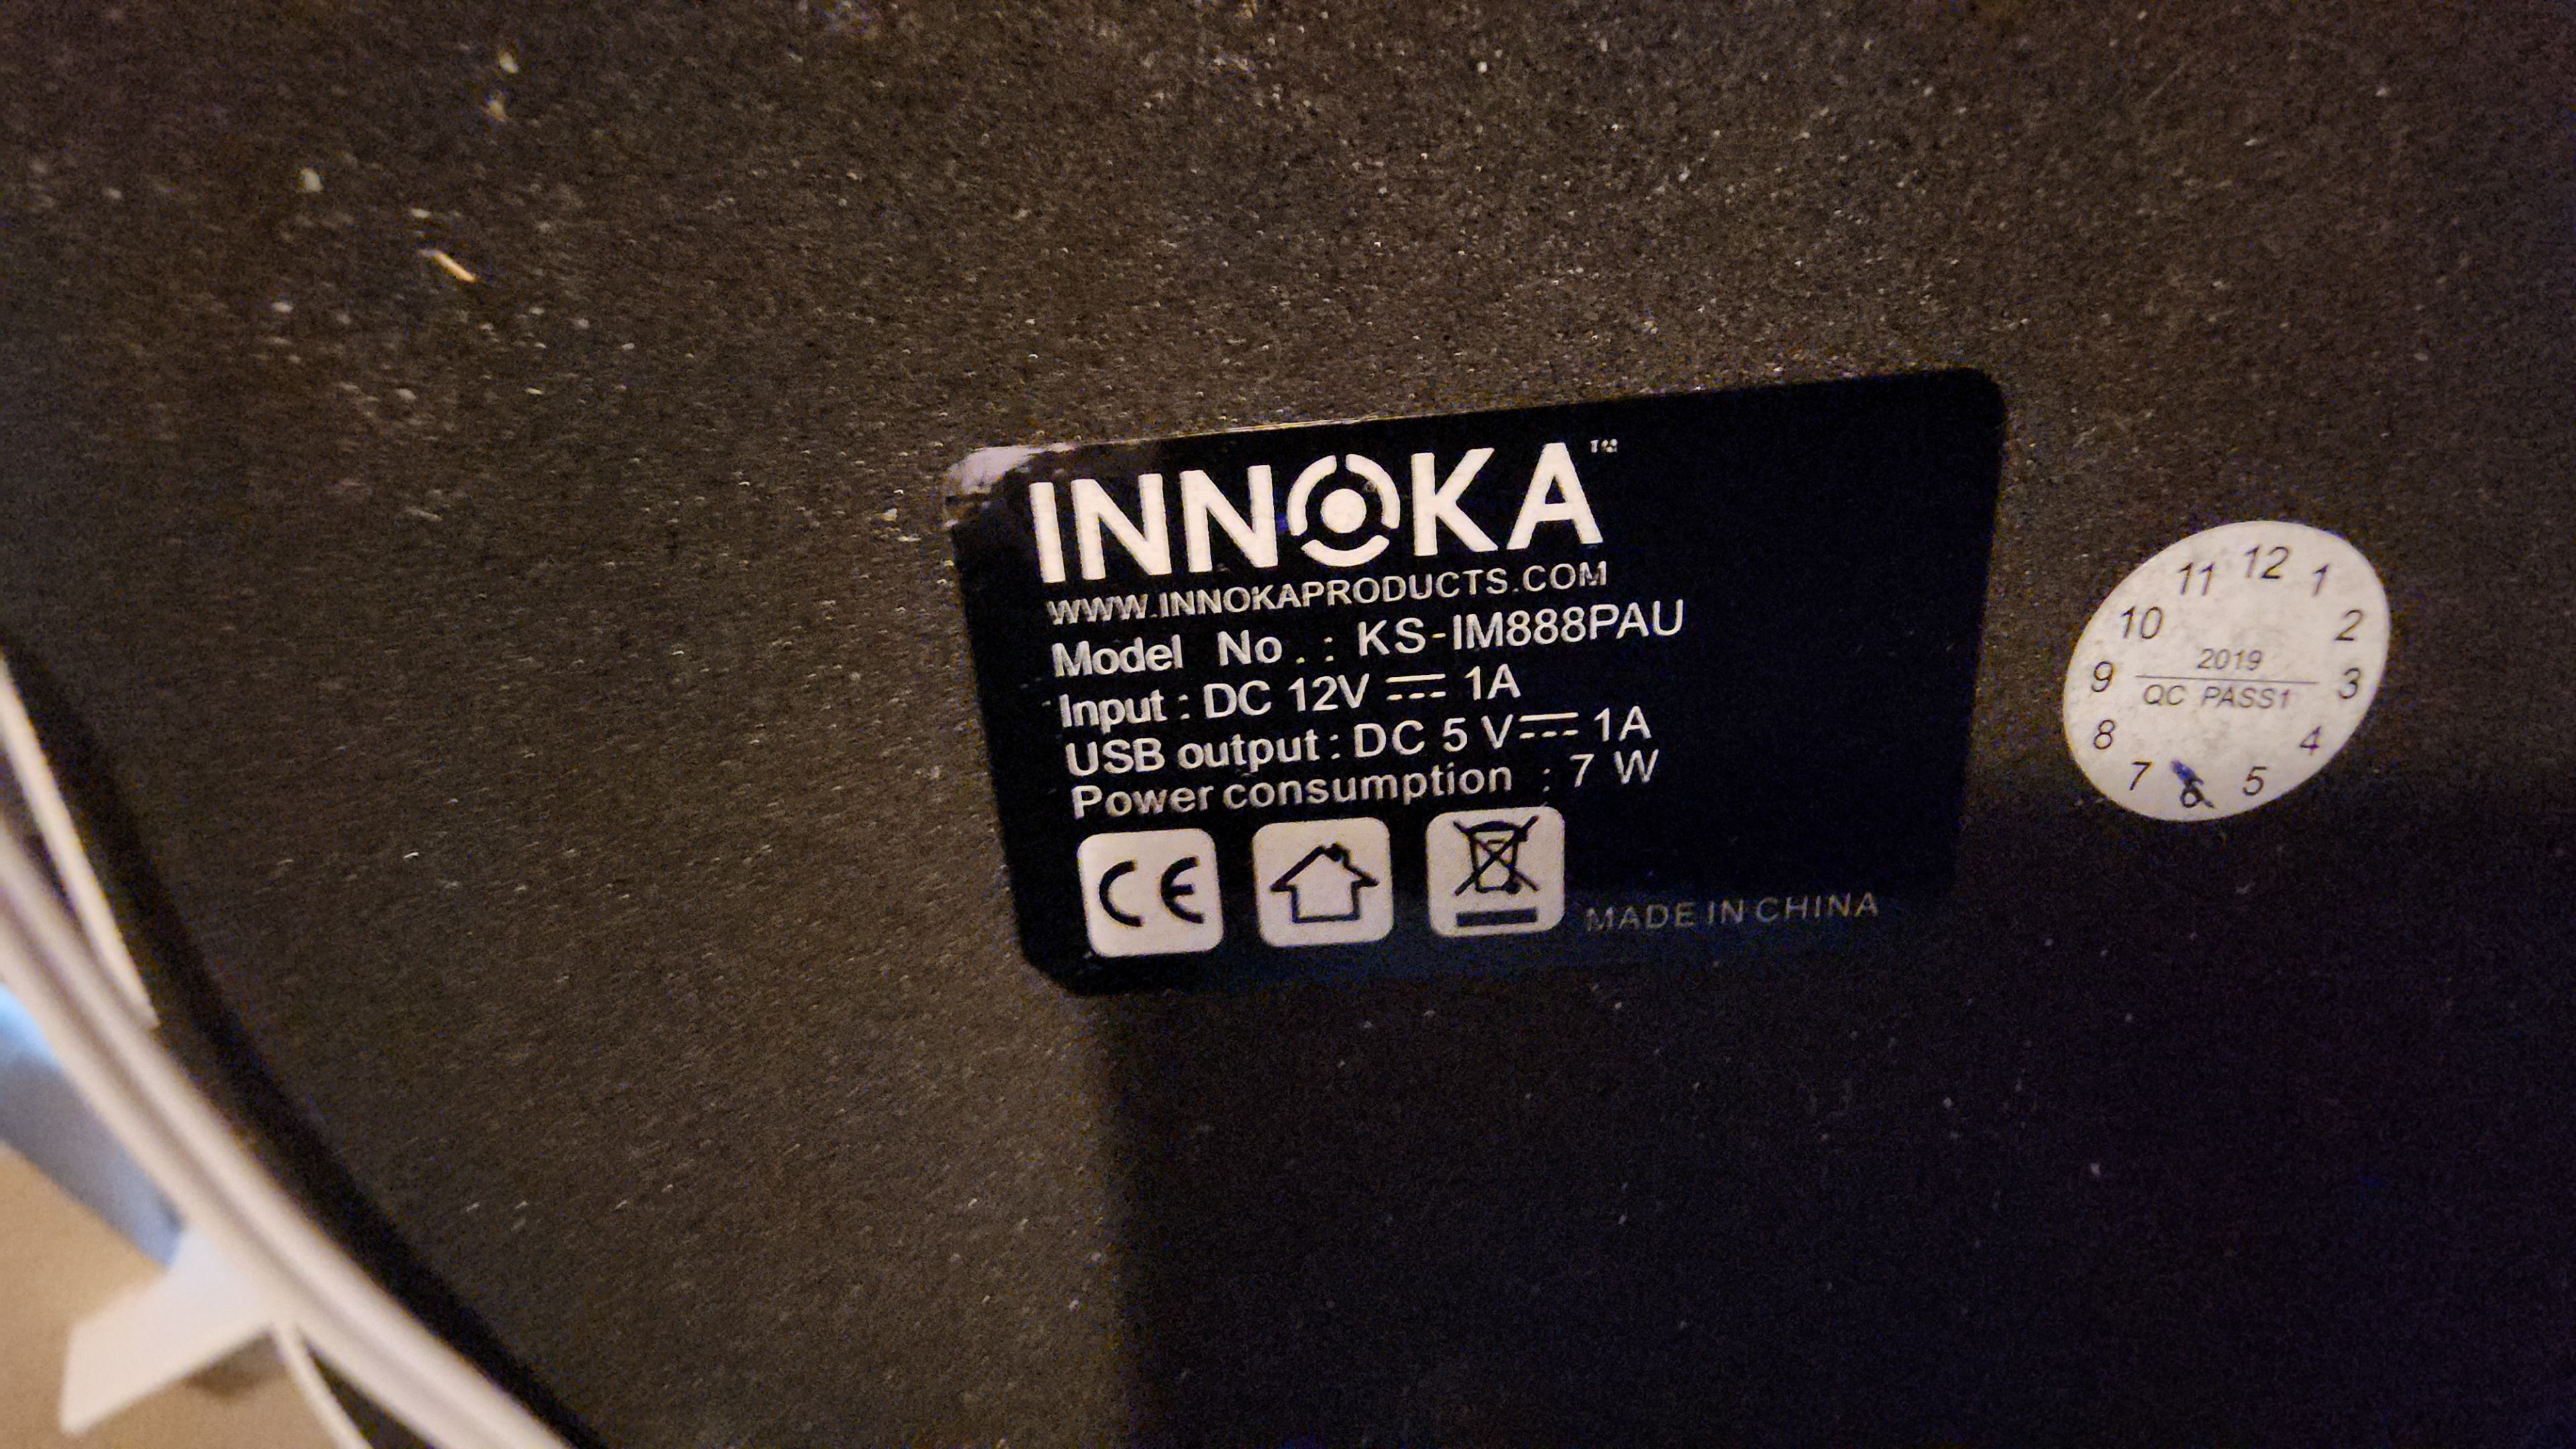 INNOKA™
WWW.INNOKAPRODUCTS.COM
Model No. : KS-IM888PAU
Input : DC 12V ⎓ 1A
USB output : DC 5 V ⎓ 1A
Power consumption : 7 W
CE
MADE IN CHINA
11 12 1
10 2
2019
9 3
QC PASS1
8 4
7 6 5